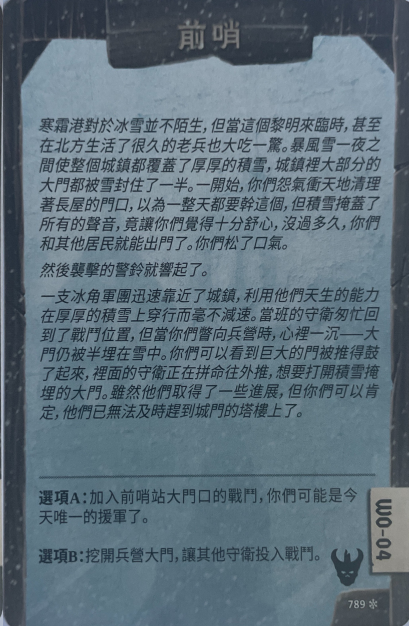 前哨
寒霜港對於冰雪並不陌生，但當這個黎明來臨時，甚至
在北方生活了很久的老兵也大吃一驚。暴風雪一夜之
間使整個城鎮都覆蓋了厚厚的積雪，城鎮裡大部分的
大門都被雪封住了一半。一開始，你們怨氣衝天地清理
著長屋的門口，以為一整天都要幹這個，但積雪掩蓋了
所有的聲音，竟讓你們覺得十分舒心，沒過多久，你們
和其他居民就能出門了。你們松了口氣。
然後襲擊的警鈴就響起了。
一支冰角軍團迅速靠近了城鎮，利用他們天生的能力
在厚厚的積雪上穿行而毫不減速。當班的守衛匆忙回
到了戰鬥位置，但當你們瞥向兵營時，心裡一沉——大
門仍被半埋在雪中。你們可以看到巨大的門被推得鼓
了起來，裡面的守衛正在拼命往外推，想要打開積雪掩
埋的大門。雖然他們取得了一些進展，但你們可以肯
定，他們已無法及時趕到城門的塔樓上了。
選項A：加入前哨站大門口的戰鬥，你們可能是今
天唯一的援軍了。
選項B：挖開兵營大門，讓其他守衛投入戰鬥。
WO-04
789